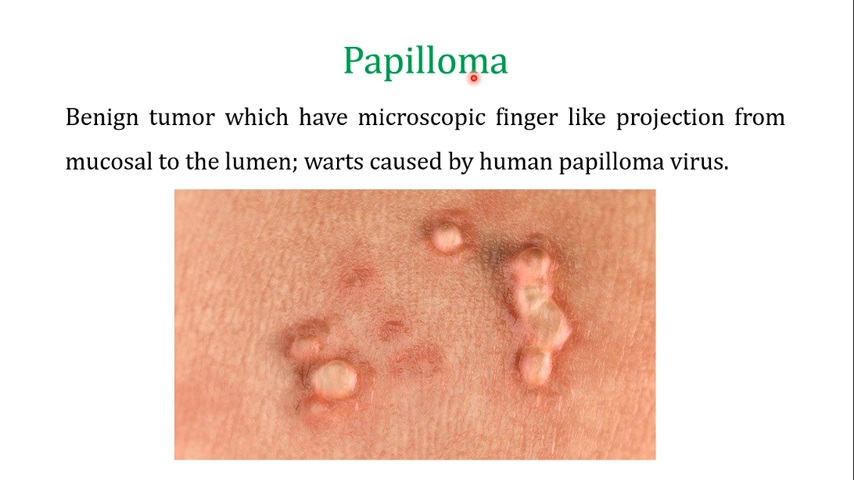 Papilloma
Benign tumor which have microscopic finger like projection from
mucosal to the lumen; warts caused by human papilloma virus.